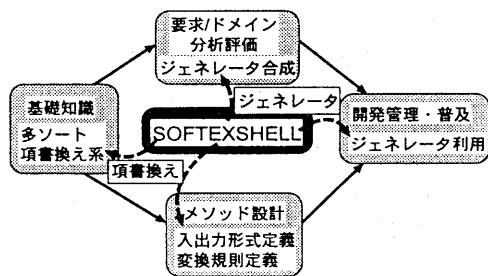 要求/ドメイン
分析評価
ジェネレータ合成
ジェネレータ
基礎知識
多ソート
項書換え系
SOFTEXSHELL
開発管理・普及
ジェネレータ利用
項書換え
メソッド設計
入出力形式定義
変換規則定義